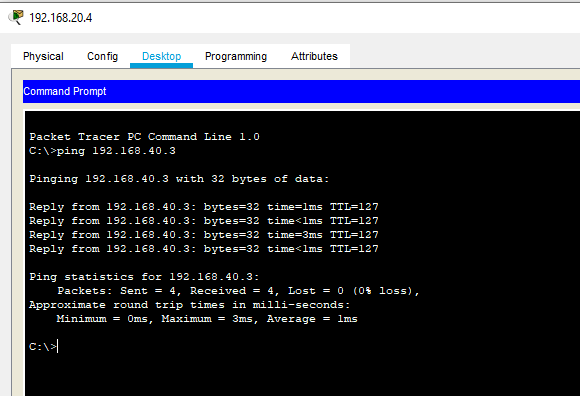 192.168.20.4
Physical Config Desktop Programming Attributes
Command Prompt
Packet Tracer PC Command Line 1.0
C:\>ping 192.168.40.3
Pinging 192.168.40.3 with 32 bytes of data:
Reply from 192.168.40.3: bytes=32 time=1ms TTL=127
Reply from 192.168.40.3: bytes=32 time<1ms TTL=127
Reply from 192.168.40.3: bytes=32 time=3ms TTL=127
Reply from 192.168.40.3: bytes=32 time<1ms TTL=127
Ping statistics for 192.168.40.3:
Packets: Sent = 4, Received = 4, Lost = 0 (0% loss),
Approximate round trip times in milli-seconds:
Minimum = 0ms, Maximum = 3ms, Average = 1ms
C:\>